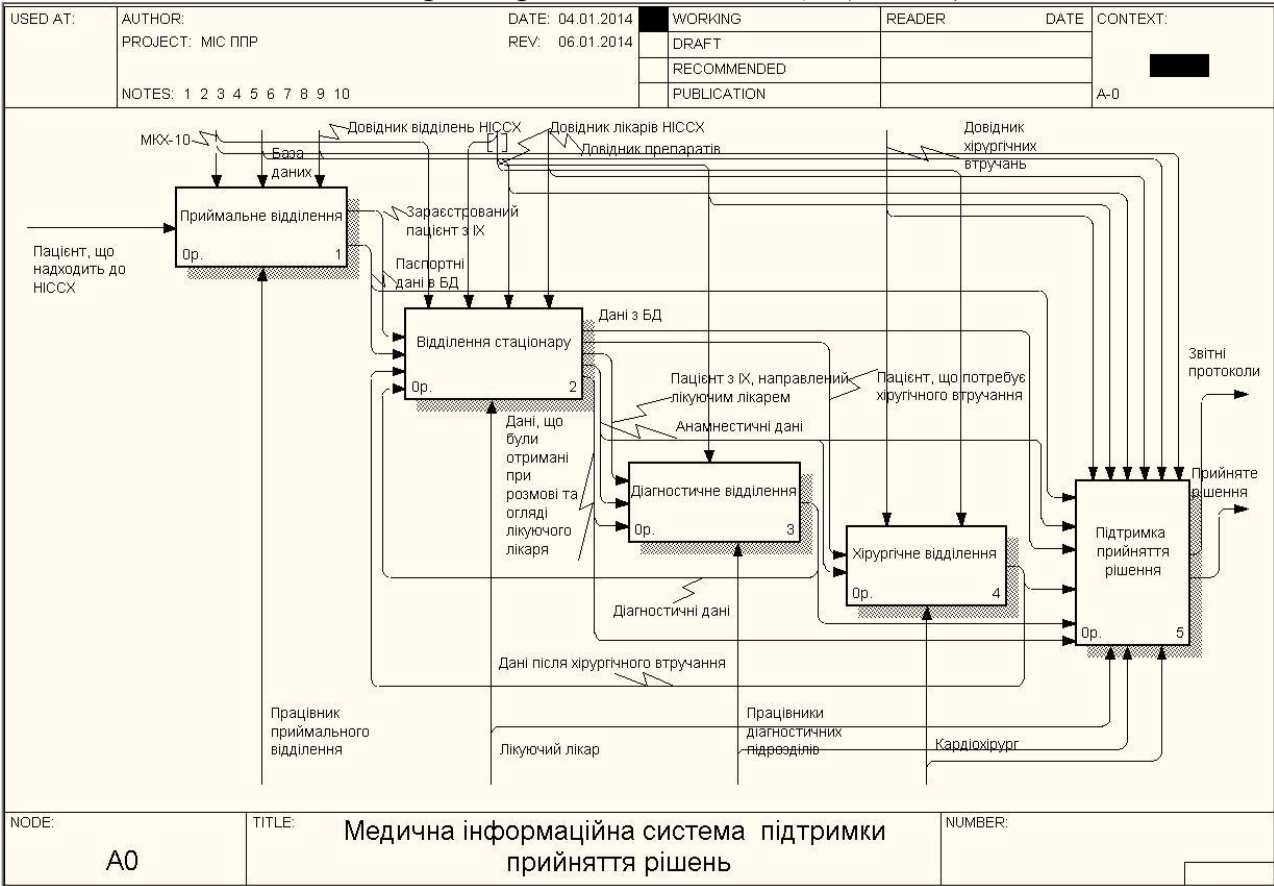 USED AT:
AUTHOR:
DATE: 04.01.2014
WORKING
READER
DATE
CONTEXT:
PROJECT: МІС ППР
REV: 06.01.2014
DRAFT
RECOMMENDED
NOTES: 1 2 3 4 5 6 7 8 9 10
PUBLICATION
A-0
МКХ-10
Довідник відділень НІССХ
Довідник лікарів НІССХ
Довідник препаратів
Довідник
хірургічних
втручань
База
даних
Приймальне відділення
0р.
1
Зараєстрований
пацієнт з ІХ
Пацієнт, що
надходить до
НІССХ
Паспортні
дані в БД
Відділення стаціонару
0р.
2
Дані з БД
Звітні
протоколи
Пацієнт з ІХ, направлений
лікуючим лікарем
Пацієнт, що потребує
хіругічного втручання
Анамнестичні дані
Дані, що
були
отримані
при
розмові та
огляді
лікуючого
лікаря
Діагностичне відділення
0р.
3
Прийняте
рішення
Хірургічне відділення
0р.
4
Підтримка
прийняття
рішення
0р.
5
Діагностичні дані
Дані після хірургічного втручання
Працівник
приймального
відділення
Лікуючий лікар
Працівники
діагностичних
підрозділів
Кардіохірург
NODE:
A0
TITLE:
Медична інформаційна система підтримки
прийняття рішень
NUMBER: